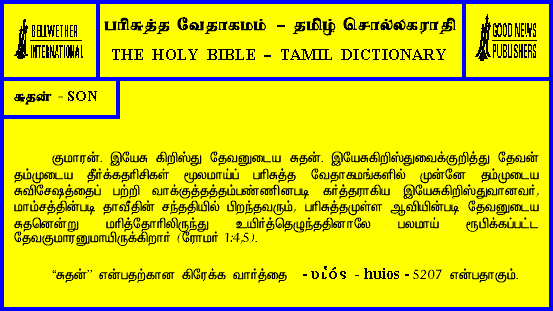 BELLWETHER
INTERNATIONAL
பரிசுத்த வேதாகமம் – தமிழ் சொல்லகராதி
THE HOLY BIBLE – TAMIL DICTIONARY
GOOD NEWS
PUBLISHERS
சுதன் - SON
குமாரன். இயேசு கிறிஸ்து தேவனுடைய சுதன். இயேசுகிறிஸ்துவைக்குறித்து தேவன்
தம்முடைய தீர்க்கதரிசிகள் மூலமாய்ப் பரிசுத்த வேதாகமங்களில் முன்னே தம்முடைய
சுவிசேஷத்தைப் பற்றி வாக்குத்தத்தம்பண்ணினபடி கர்த்தராகிய இயேசுகிறிஸ்துவானவர்,
மாம்சத்தின்படி தாவீதின் சந்ததியில் பிறந்தவரும், பரிசுத்தமுள்ள ஆவியின்படி தேவனுடைய
சுதனென்று மரித்தோரிலிருந்து உயிர்த்தெழுந்ததினாலே பலமாய் ரூபிக்கப்பட்ட
தேவகுமாரனுமாயிருக்கிறார் (ரோமர் 1:4,5).
“சுதன்” என்பதற்கான கிரேக்க வார்த்தை - υἱός - huios - 5207 என்பதாகும்.